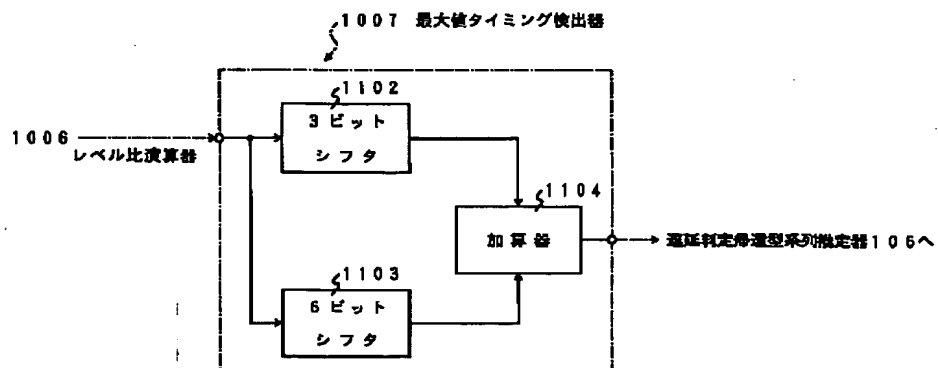 1007 最大値タイミング検出器
1102
3ビット
シフタ
1006
レベル比演算器
1104
加算器
遅延判定帰還型系列推定器106へ
1103
6ビット
シフタ